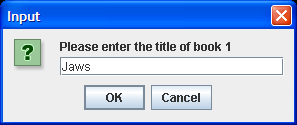 Input
Please enter the title of book 1
Jaws
OK Cancel